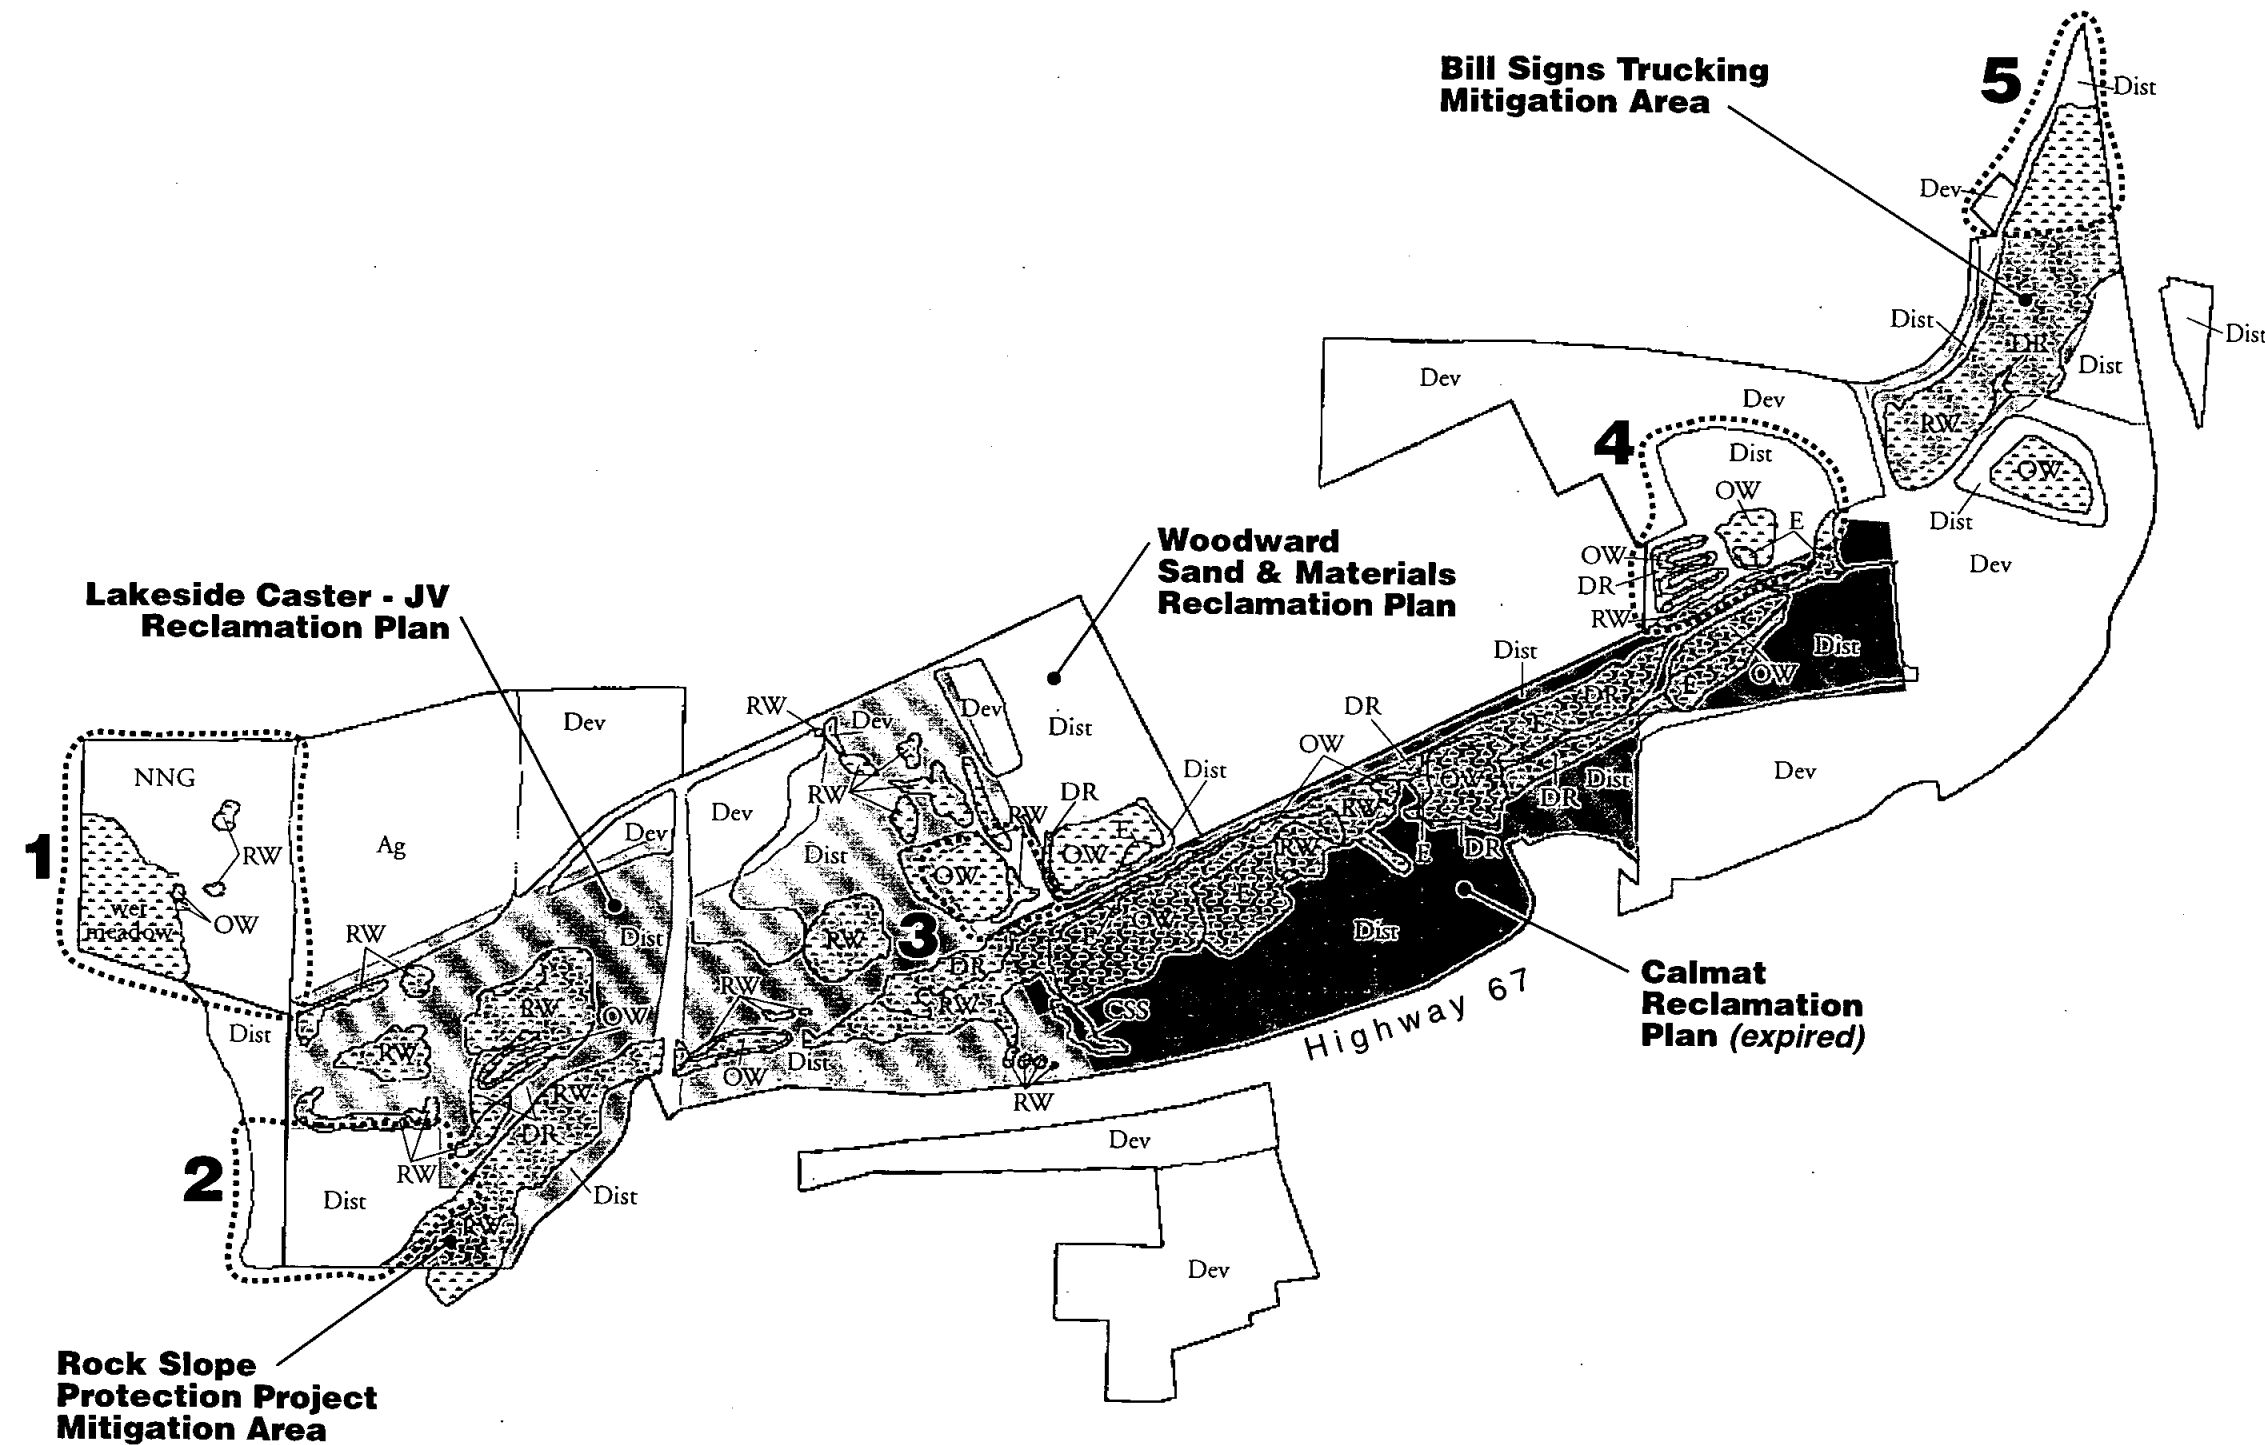 Bill Signs Trucking
Mitigation Area
5
Dist
Dev
Dist
DR
Dist
Dist
RW
OW
Dist
Dev
Dev
Dev
4
Dist
OW
E
OW
DR
RW
Dist
OW
E
Dist
DR
E
Woodward
Sand & Materials
Reclamation Plan
Lakeside Caster - JV
Reclamation Plan
Dev
RW
Dev
Dev
Dist
DR
OW
OW
RW
DR
Dist
Dev
E
DR
RW
Dist
NNG
RW
OW
1
wet
meadow
Ag
Dev
Dev
RW
RW
DR
E
OW
Dist
OW
Dist
RW
3
E
OW
E
Dist
Calmat
Reclamation
Plan (expired)
Highway 67
RW
Dist
RW
OW
RW
DR
RW
CSS
Dist
RW
RW
OW
Dist
RW
DR
RW
Dev
2
Dist
RW
Dist
Dev
Rock Slope
Protection Project
Mitigation Area